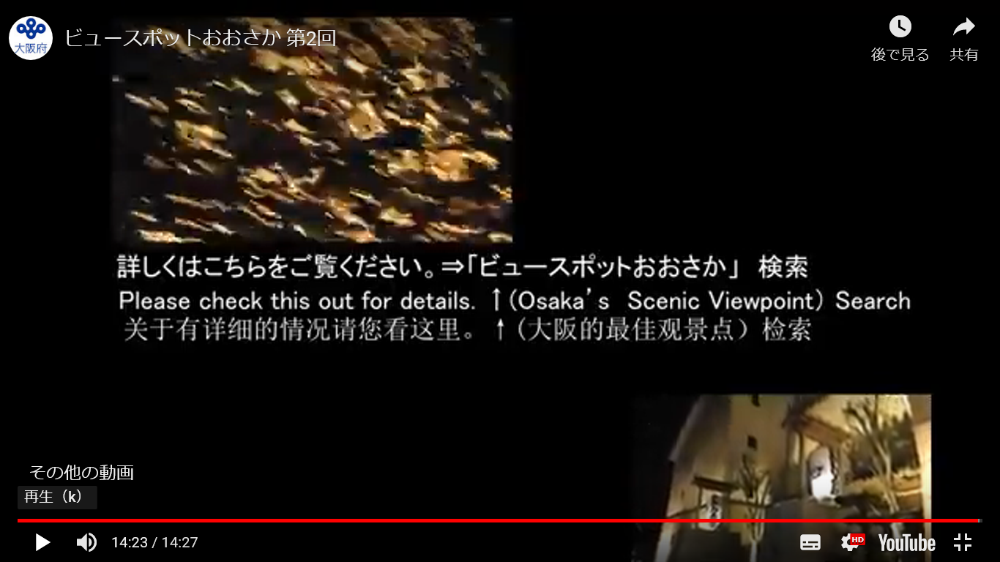 大阪府
ビュースポットおおさか 第2回
後で見る
共有
詳しくはこちらをご覧ください。⇒「ビュースポットおおさか」 検索
Please check this out for details. ↑(Osaka's Scenic Viewpoint) Search
关于有详细的情况请您看这里。↑(大阪的最佳观景点) 检索
その他の動画
再生 (k)
14:23 / 14:27
HD
YouTube